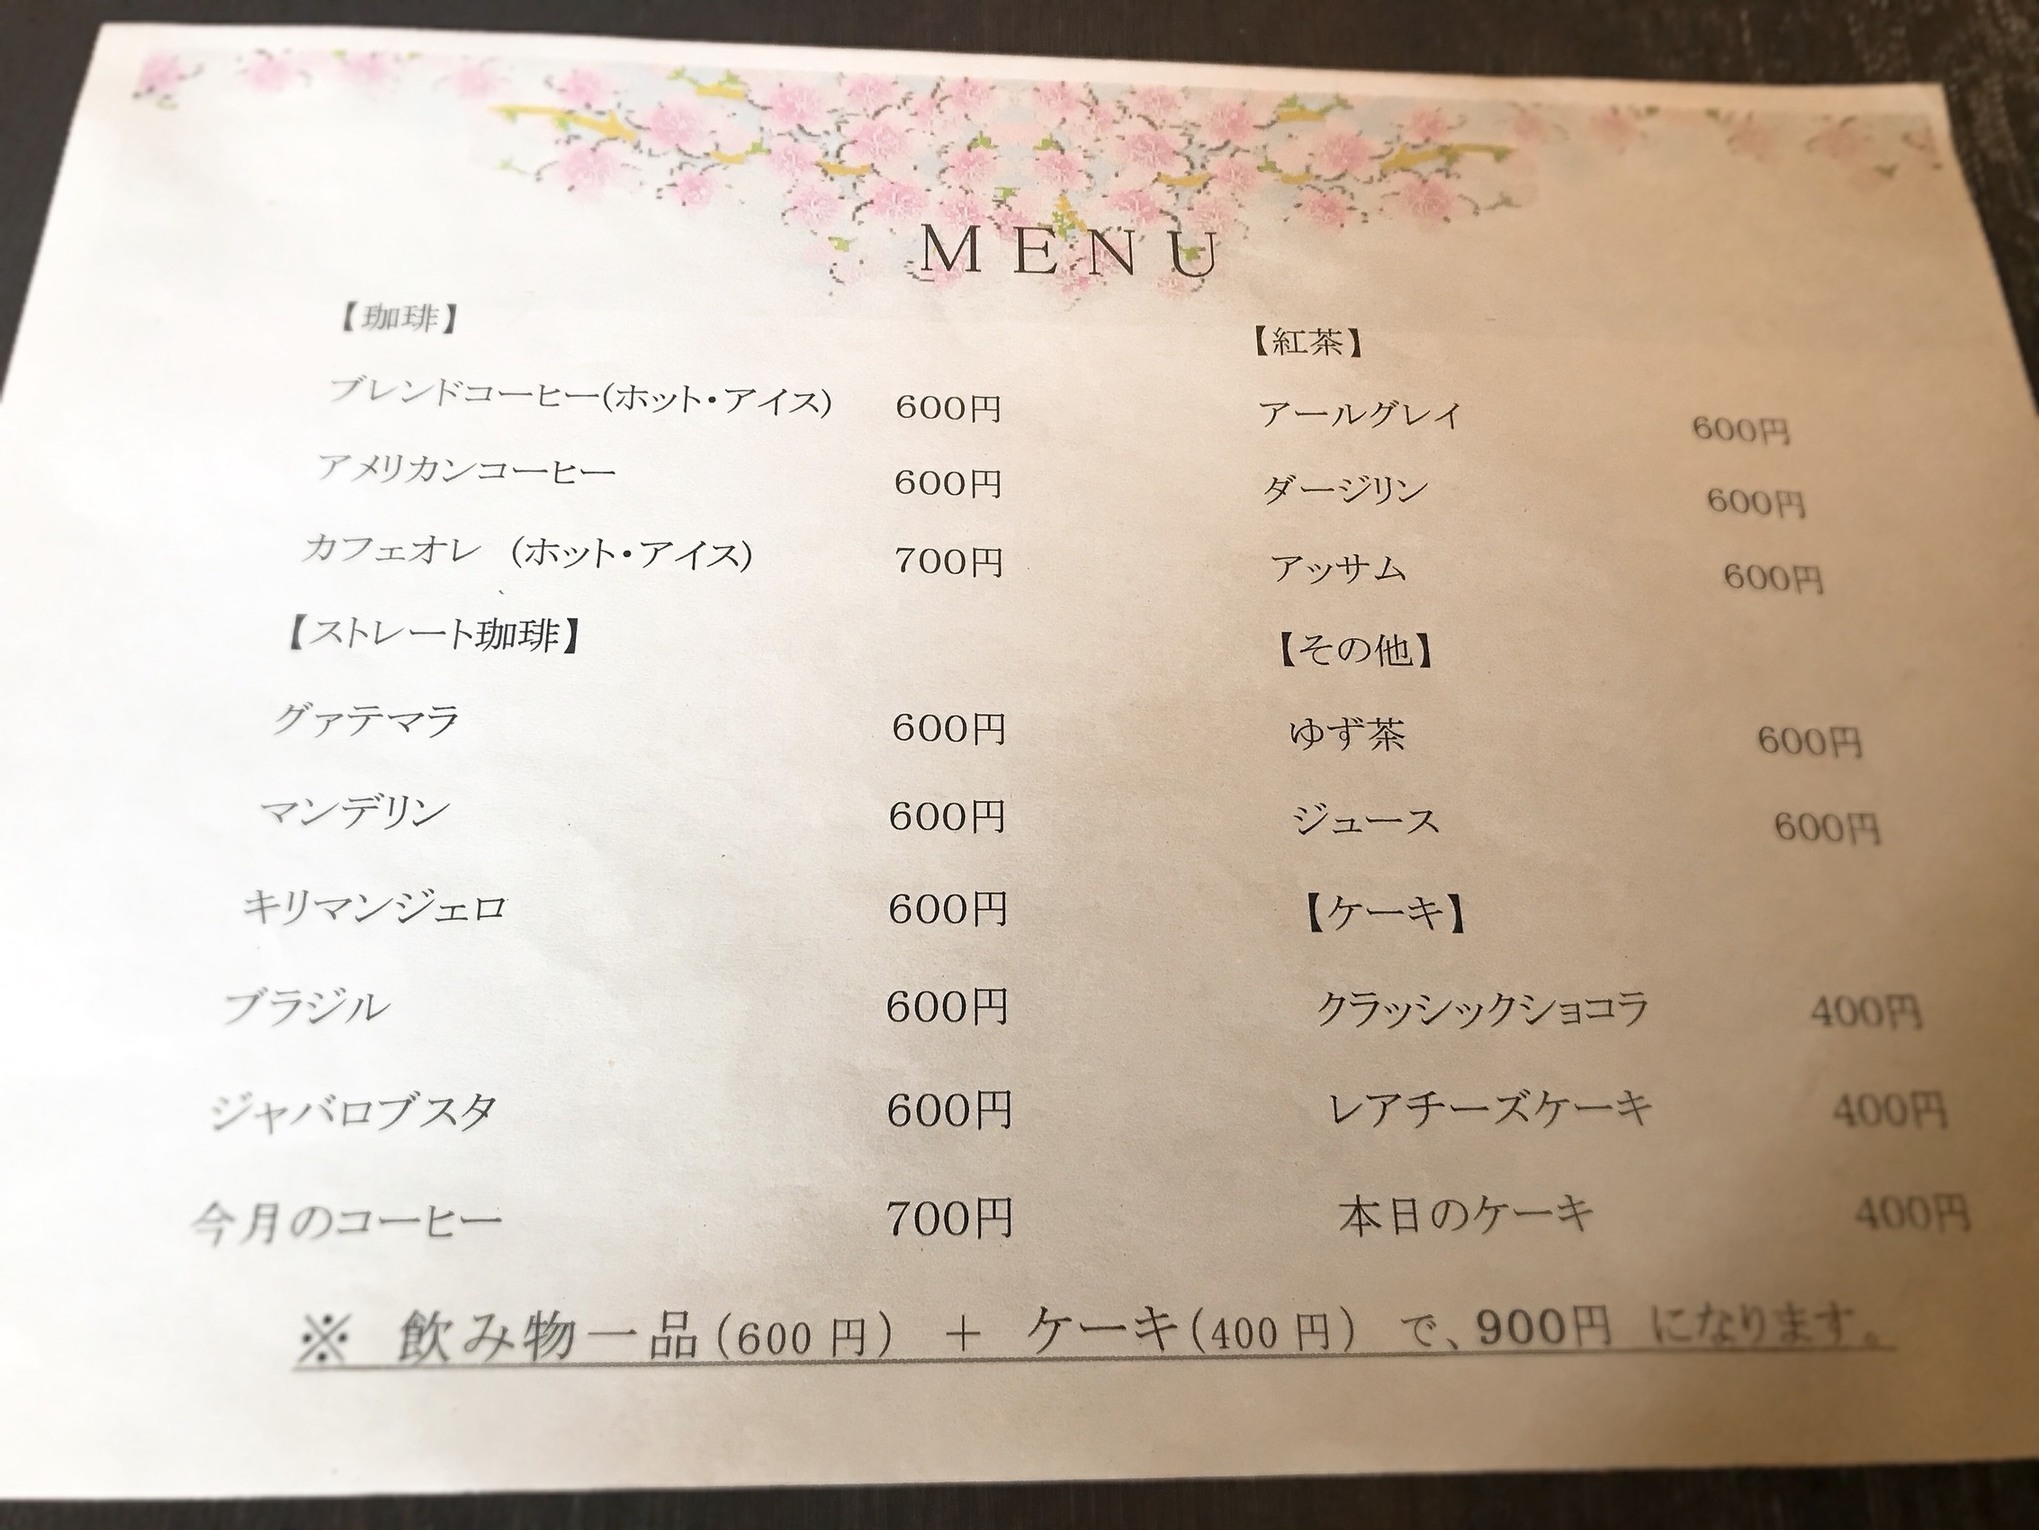 MENU
【珈琲】
ブレンドコーヒー(ホット・アイス) 600円
アメリカンコーヒー 600円
カフェオレ (ホット・アイス) 700円
【ストレート珈琲】
グァテマラ 600円
マンデリン 600円
キリマンジェロ 600円
ブラジル 600円
ジャバロブスタ 600円
今月のコーヒー 700円
【紅茶】
アールグレイ 600円
ダージリン 600円
アッサム 600円
【その他】
ゆず茶 600円
ジュース 600円
【ケーキ】
クラッシックショコラ 400円
レアチーズケーキ 400円
本日のケーキ 400円
※ 飲み物一品(600円) + ケーキ(400円) で、900円 になります。